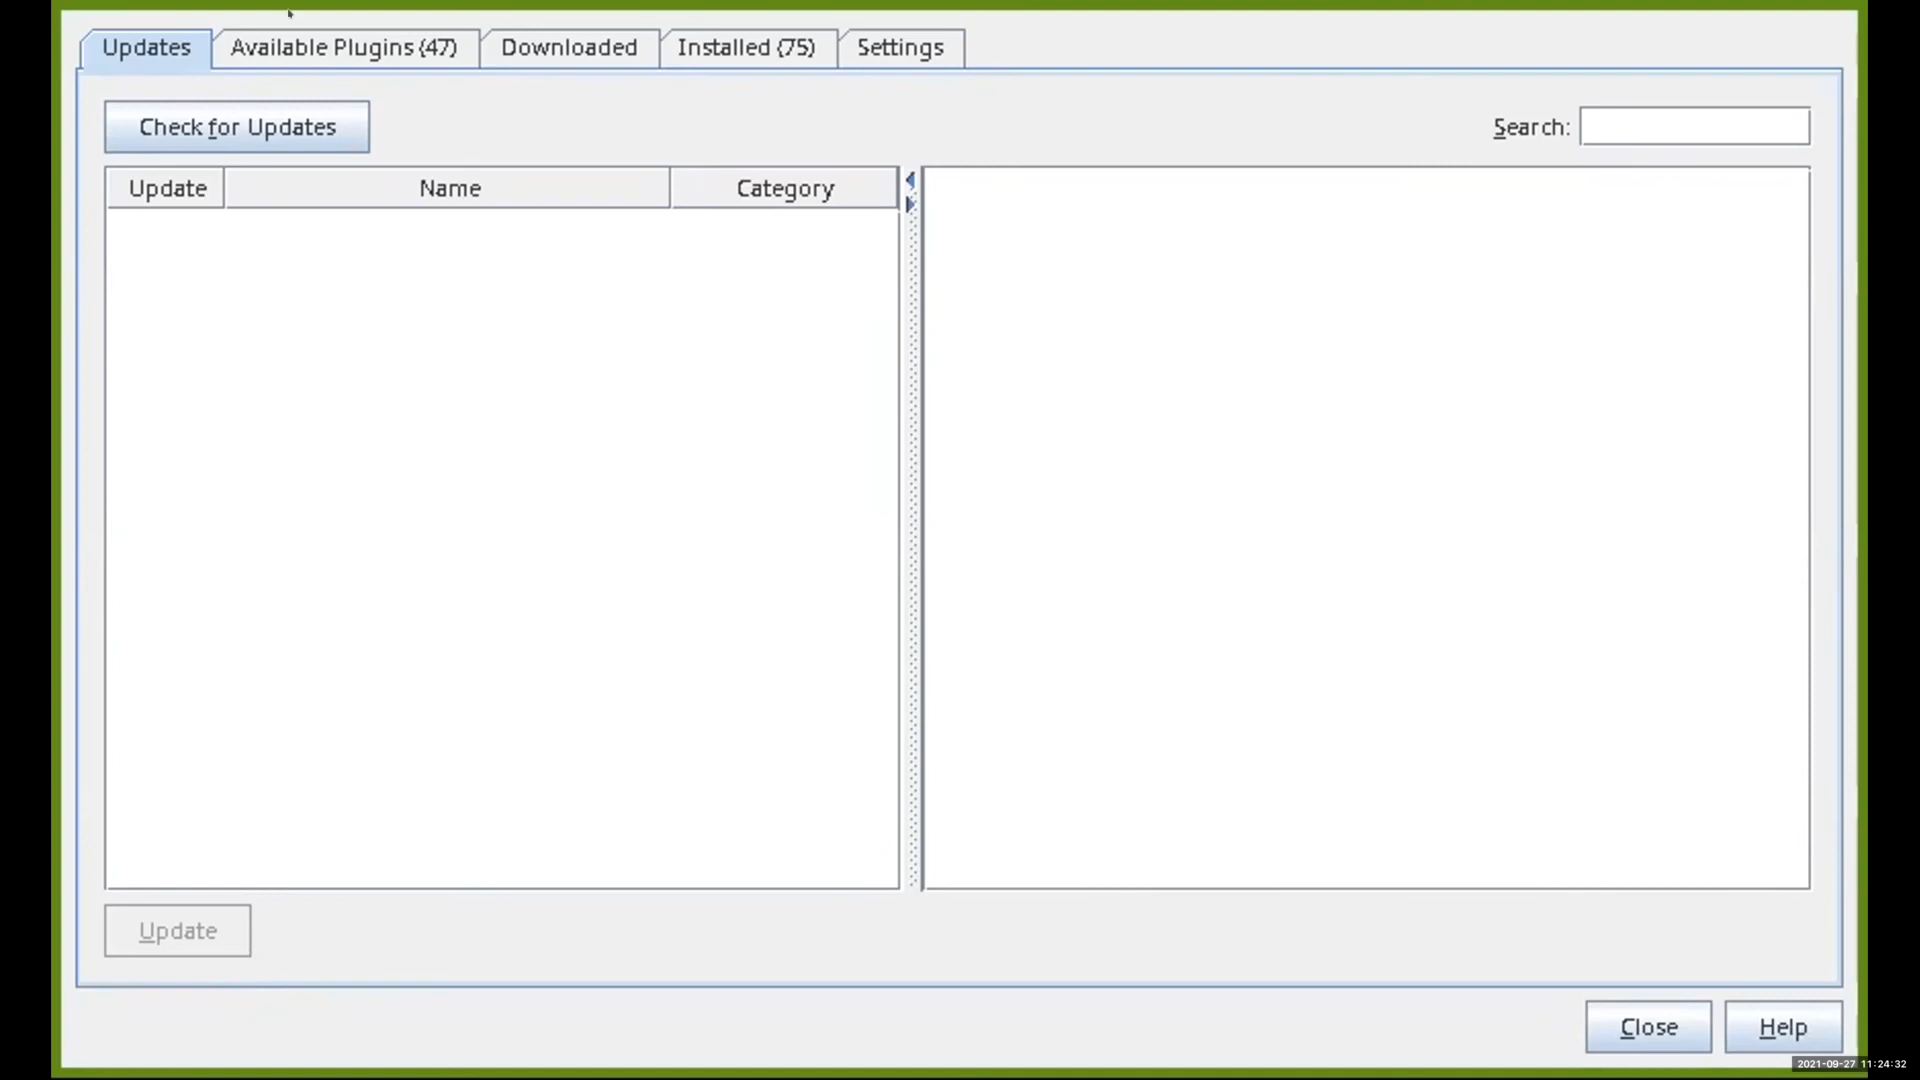 Updates Available Plugins (47) Downloaded Installed (75) Settings
Check for Updates Search:
Update Name Category
Update
Close Help
2021-09-27 11:24:32